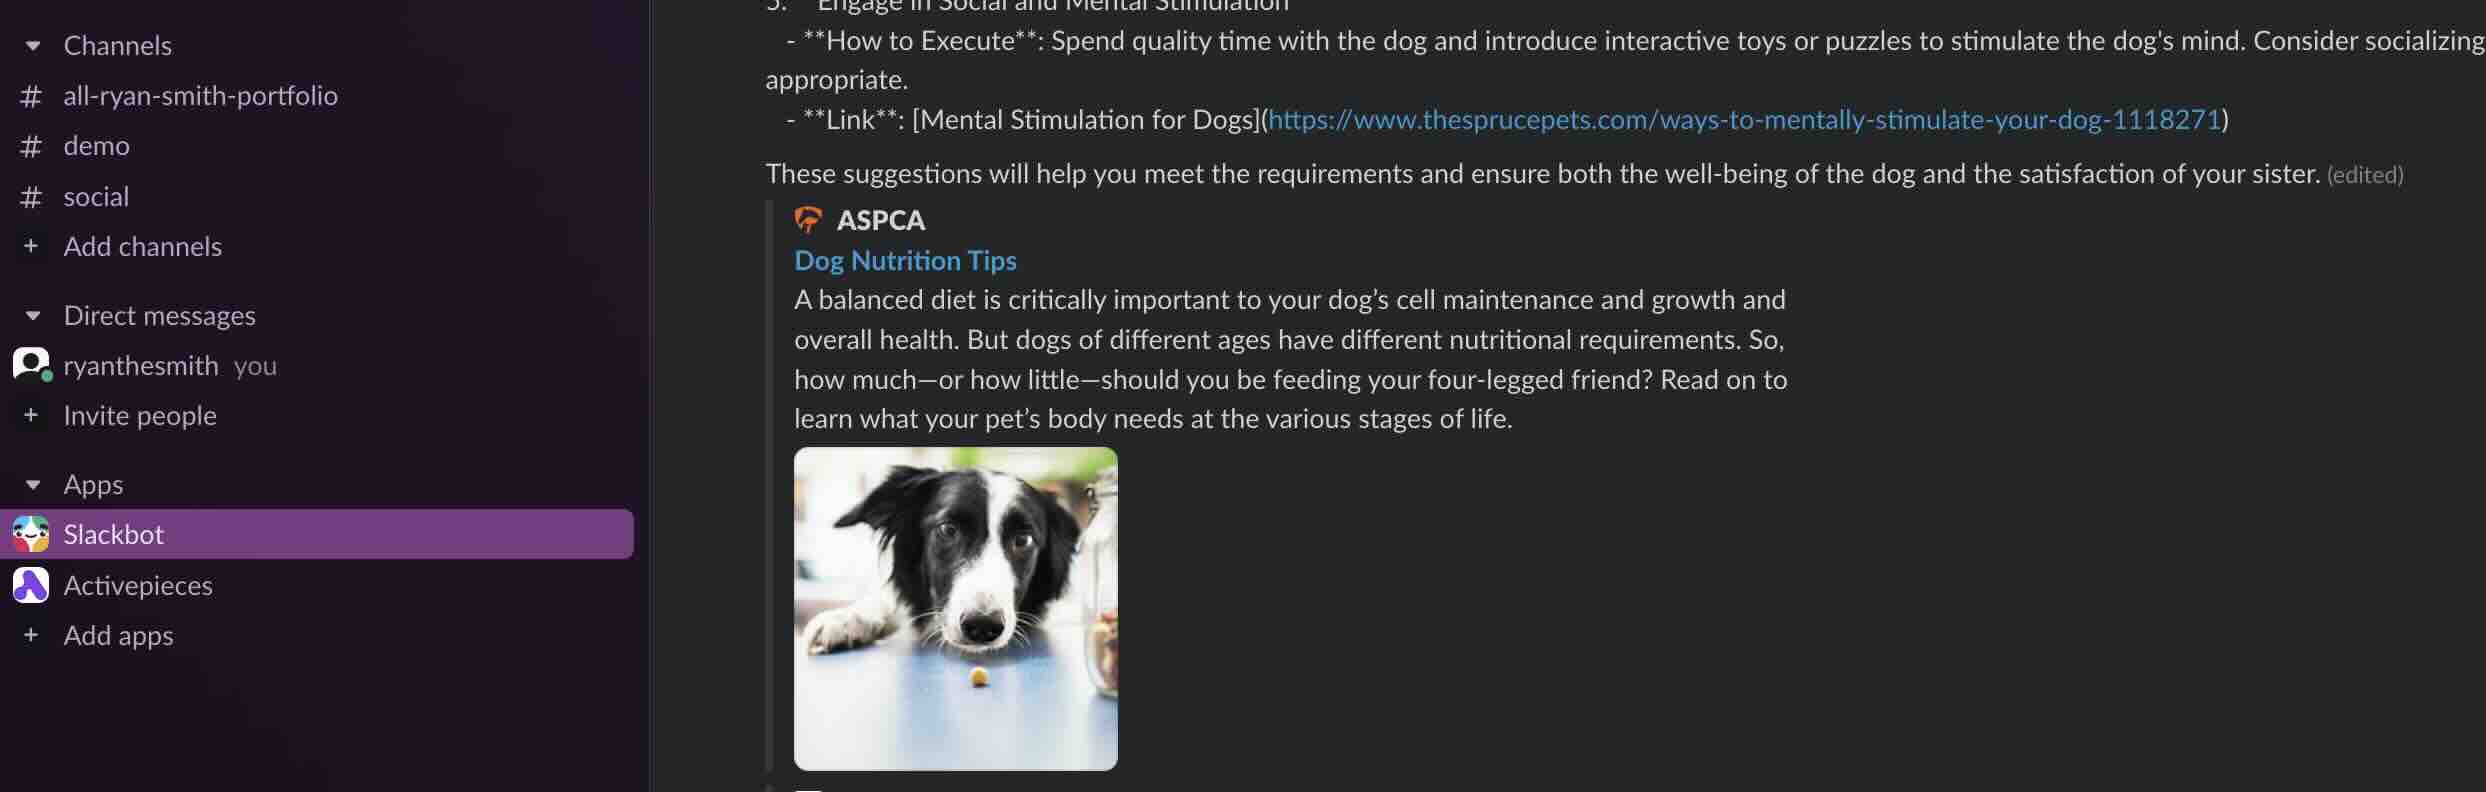 Channels
# all-ryan-smith-portfolio
# demo
# social
+ Add channels
Direct messages
ryanthesmith you
+ Invite people
Apps
Slackbot
Activepieces
+ Add apps
5. **Engage in Social and Mental Stimulation**
- **How to Execute**: Spend quality time with the dog and introduce interactive toys or puzzles to stimulate the dog's mind. Consider socializing
appropriate.
- **Link**: [Mental Stimulation for Dogs](https://www.thesprucepets.com/ways-to-mentally-stimulate-your-dog-1118271)
These suggestions will help you meet the requirements and ensure both the well-being of the dog and the satisfaction of your sister. (edited)
ASPCA
Dog Nutrition Tips
A balanced diet is critically important to your dog’s cell maintenance and growth and
overall health. But dogs of different ages have different nutritional requirements. So,
how much—or how little—should you be feeding your four-legged friend? Read on to
learn what your pet’s body needs at the various stages of life.